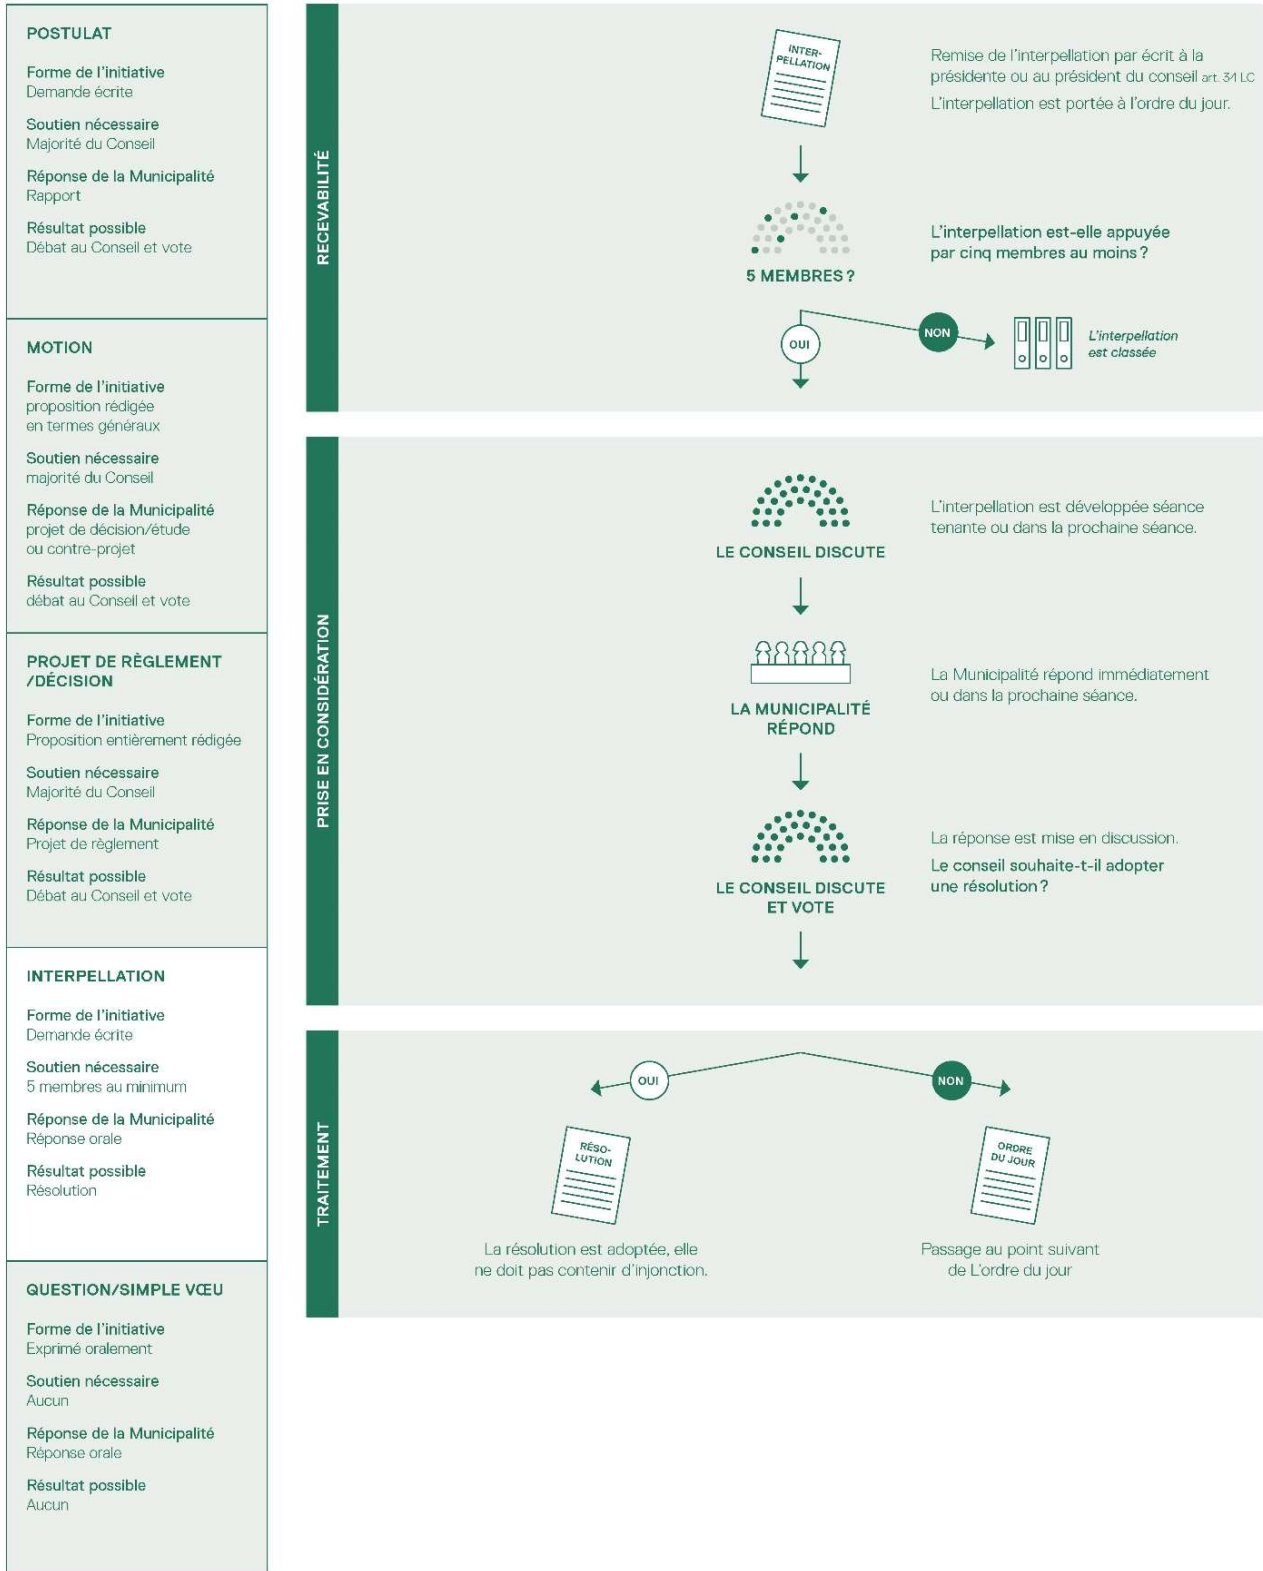 POSTULAT
Forme de l'initiative
Demande écrite
Soutien nécessaire
Majorité du Conseil
Réponse de la Municipalité
Rapport
Résultat possible
Débat au Conseil et vote
MOTION
Forme de l'initiative
proposition rédigée
en termes généraux
Soutien nécessaire
majorité du Conseil
Réponse de la Municipalité
projet de décision/étude
ou contre-projet
Résultat possible
débat au Conseil et vote
PROJET DE RÈGLEMENT
/DÉCISION
Forme de l'initiative
Proposition entièrement rédigée
Soutien nécessaire
Majorité du Conseil
Réponse de la Municipalité
Projet de règlement
Résultat possible
Débat au Conseil et vote
INTERPELLATION
Forme de l'initiative
Demande écrite
Soutien nécessaire
5 membres au minimum
Réponse de la Municipalité
Réponse orale
Résultat possible
Résolution
QUESTION/SIMPLE VŒU
Forme de l'initiative
Exprimé oralement
Soutien nécessaire
Aucun
Réponse de la Municipalité
Réponse orale
Résultat possible
Aucun
RECEVABILITÉ
INTER-
PELLATION
Remise de l'interpellation par écrit à la
présidente ou au président du conseil art. 34 LC
L'interpellation est portée à l'ordre du jour.
5 MEMBRES ?
L'interpellation est-elle appuyée
par cinq membres au moins ?
OUI
NON
L'interpellation
est classée
PRISE EN CONSIDÉRATION
LE CONSEIL DISCUTE
L'interpellation est développée séance
tenante ou dans la prochaine séance.
LA MUNICIPALITÉ
RÉPOND
La Municipalité répond immédiatement
ou dans la prochaine séance.
LE CONSEIL DISCUTE
ET VOTE
La réponse est mise en discussion.
Le conseil souhaite-t-il adopter
une résolution ?
TRAITEMENT
OUI
NON
RÉSO-
LUTION
La résolution est adoptée, elle
ne doit pas contenir d'injonction.
ORDRE
DU JOUR
Passage au point suivant
de L'ordre du jour